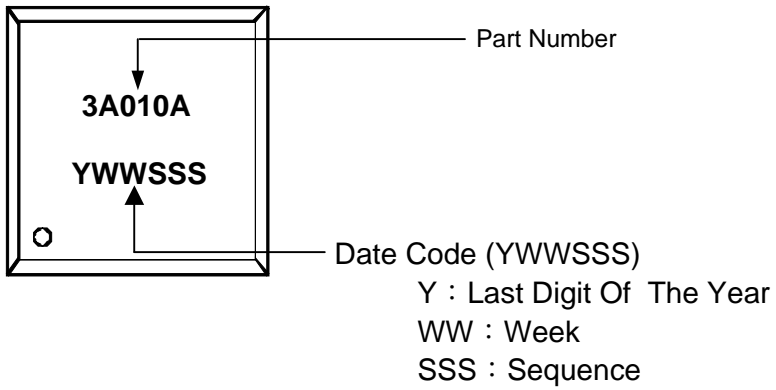 Part Number
3A010A
YWWSSS
Date Code (YWWSSS)
Y：Last Digit Of The Year
WW：Week
SSS：Sequence